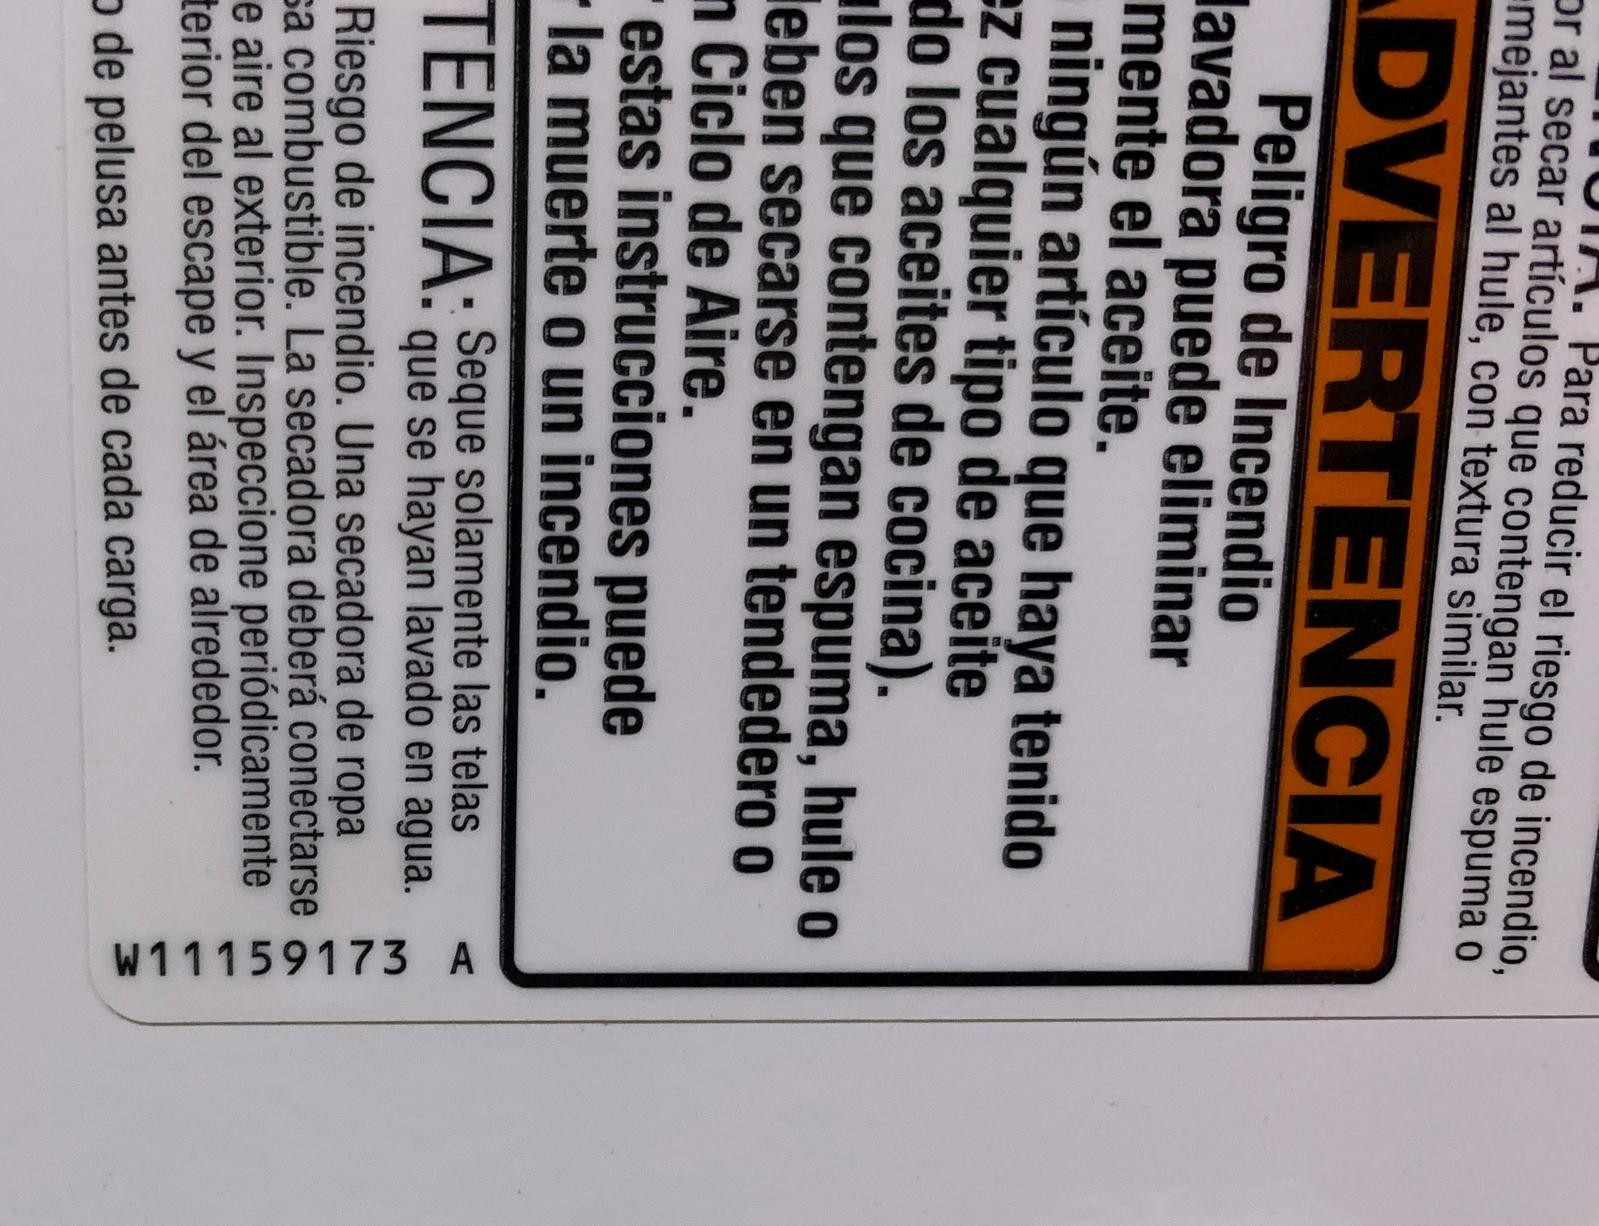 ENCIA: Para reducir el riesgo de incendio,
or al secar artículos que contengan hule espuma o
emejantes al hule, con textura similar.
ADVERTENCIA
Peligro de Incendio
lavadora puede eliminar
mente el aceite.
ningún artículo que haya tenido
ez cualquier tipo de aceite
do los aceites de cocina).
ulos que contengan espuma, hule o
deben secarse en un tendedero o
n Ciclo de Aire.
estas instrucciones puede
r la muerte o un incendio.
TENCIA: Seque solamente las telas
que se hayan lavado en agua.
Riesgo de incendio. Una secadora de ropa
sa combustible. La secadora deberá conectarse
e aire al exterior. Inspeccione periódicamente
terior del escape y el área de alrededor.
o de pelusa antes de cada carga.
W11159173 A